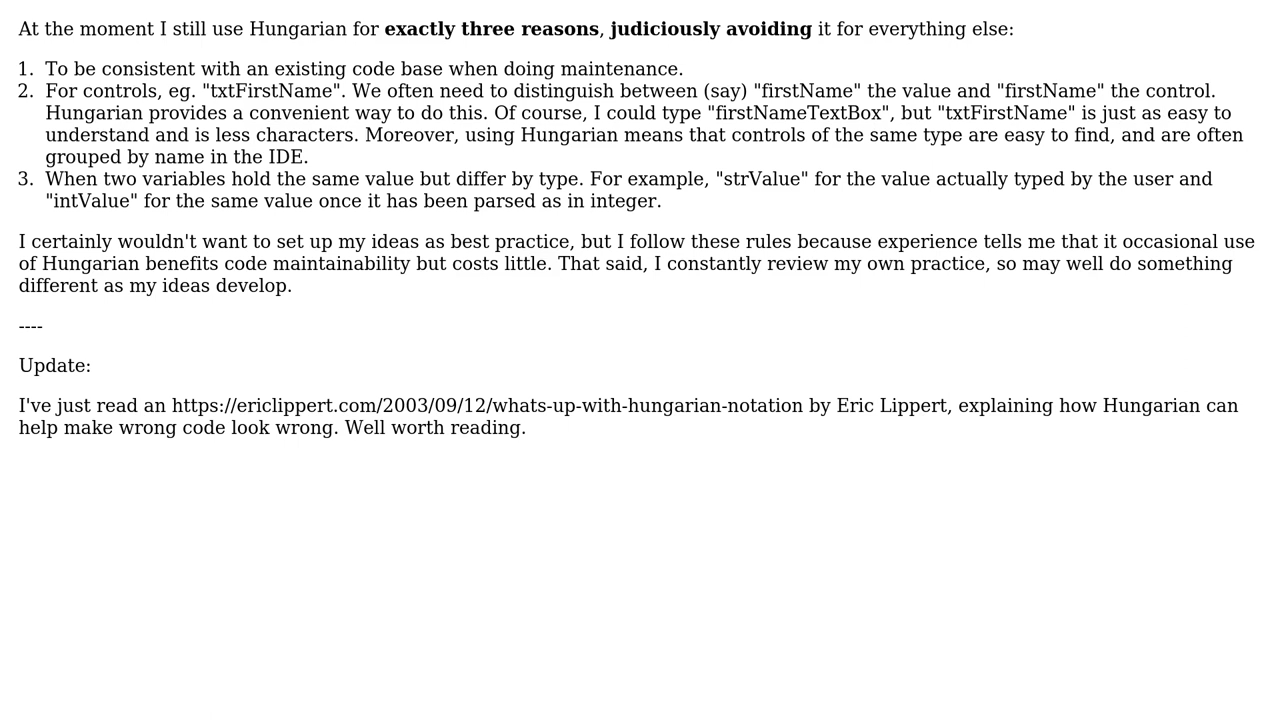 At the moment I still use Hungarian for exactly three reasons, judiciously avoiding it for everything else:
1. To be consistent with an existing code base when doing maintenance.
2. For controls, eg. "txtFirstName". We often need to distinguish between (say) "firstName" the value and "firstName" the control.
Hungarian provides a convenient way to do this. Of course, I could type "firstNameTextBox", but "txtFirstName" is just as easy to
understand and is less characters. Moreover, using Hungarian means that controls of the same type are easy to find, and are often
grouped by name in the IDE.
3. When two variables hold the same value but differ by type. For example, "strValue" for the value actually typed by the user and
"intValue" for the same value once it has been parsed as in integer.
I certainly wouldn't want to set up my ideas as best practice, but I follow these rules because experience tells me that it occasional use
of Hungarian benefits code maintainability but costs little. That said, I constantly review my own practice, so may well do something
different as my ideas develop.
----
Update:
I've just read an https://ericlippert.com/2003/09/12/whats-up-with-hungarian-notation by Eric Lippert, explaining how Hungarian can
help make wrong code look wrong. Well worth reading.